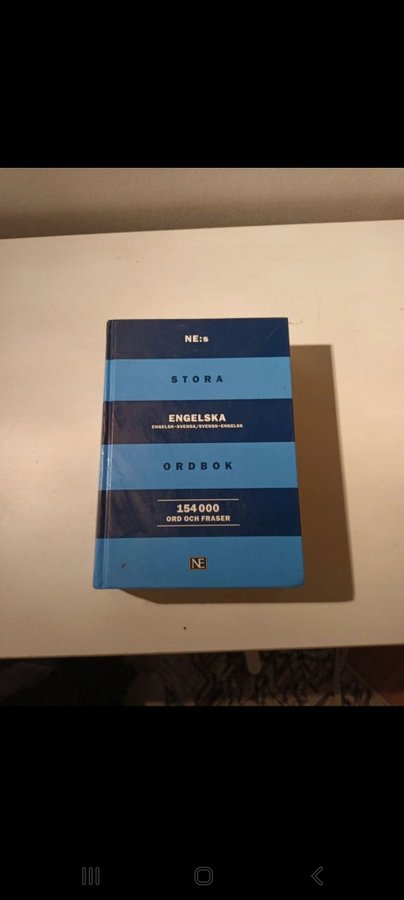 NE:s
STORA
ENGELSKA
ENGELSK-SVENSK/SVENSK-ENGELSK
ORDBOK
154 000
ORD OCH FRASER
NE